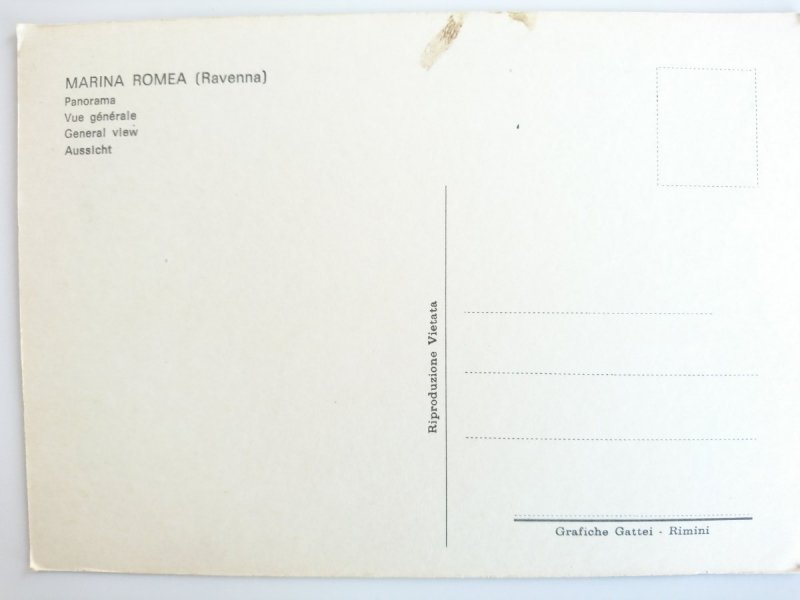 MARINA ROMEA (Ravenna)
Panorama
Vue générale
General view
Aussicht
Riproduzione Vietata
Grafiche Gattei - Rimini